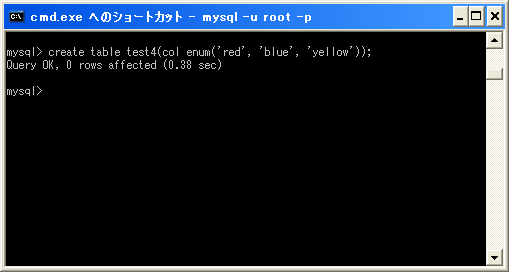 cmd.exe へのショートカット - mysql -u root -p
mysql> create table test4(col enum('red', 'blue', 'yellow'));
Query OK, 0 rows affected (0.38 sec)
mysql>